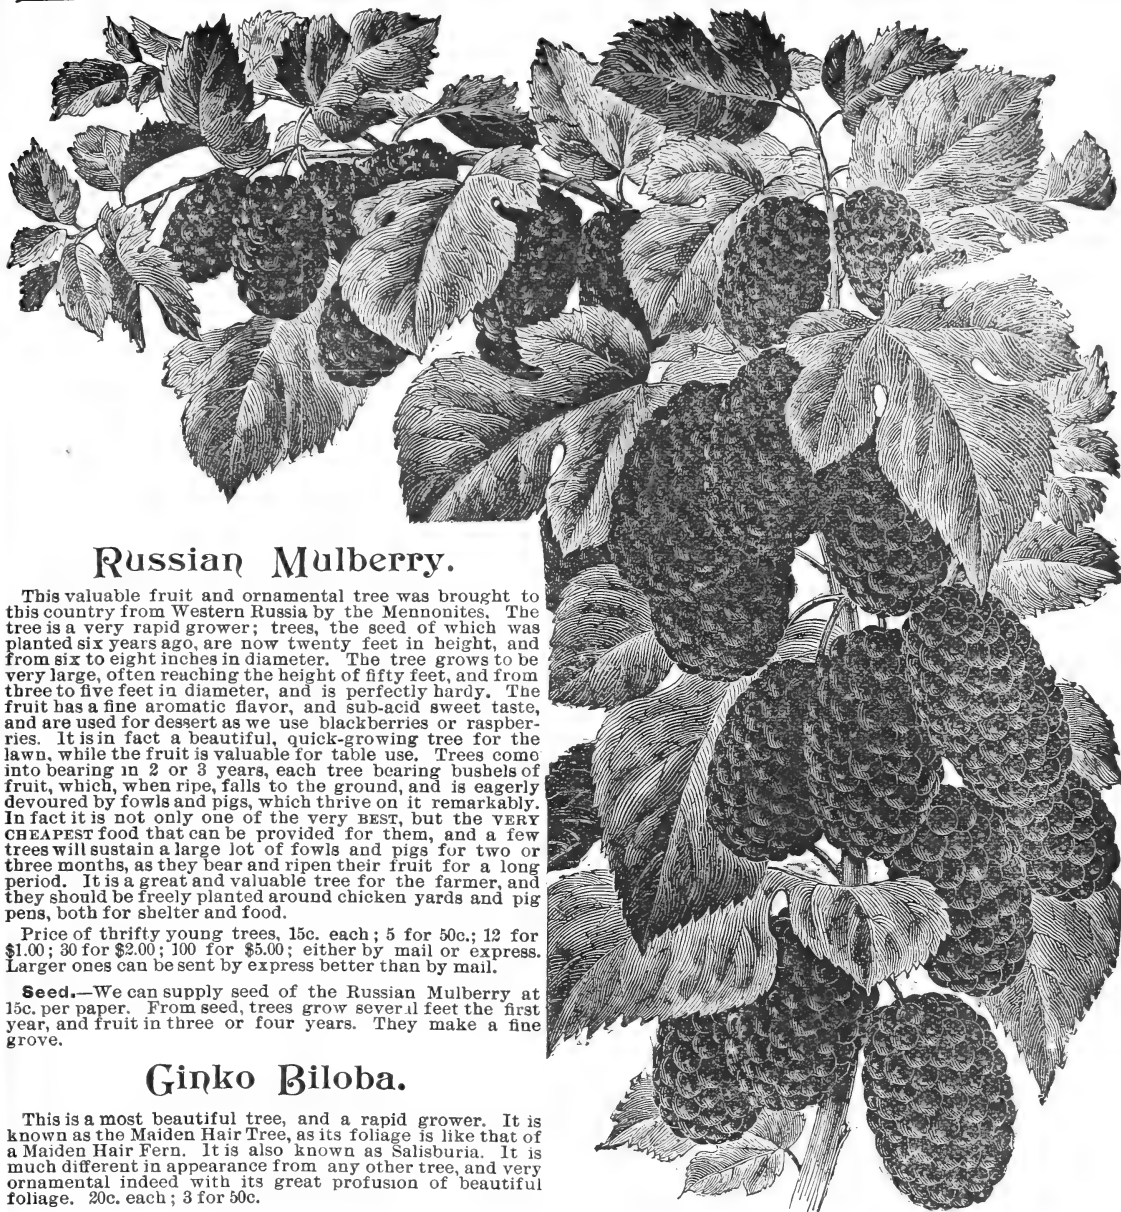 Russian Mulberry.
This valuable fruit and ornamental tree was brought to
this country from Western Russia by the Mennonites. The
tree is a very rapid grower; trees, the seed of which was
planted six years ago, are now twenty feet in height, and
from six to eight inches in diameter. The tree grows to be
very large, often reaching the height of fifty feet, and from
three to five feet in diameter, and is perfectly hardy. The
fruit has a fine aromatic flavor, and sub-acid sweet taste,
and are used for dessert as we use blackberries or raspber-
ries. It is in fact a beautiful, quick-growing tree for the
lawn, while the fruit is valuable for table use. Trees come
into bearing in 2 or 3 years, each tree bearing bushels of
fruit, which, when ripe, falls to the ground, and is eagerly
devoured by fowls and pigs, which thrive on it remarkably.
In fact it is not only one of the very BEST, but the VERY
CHEAPEST food that can be provided for them, and a few
trees will sustain a large lot of fowls and pigs for two or
three months, as they bear and ripen their fruit for a long
period. It is a great and valuable tree for the farmer, and
they should be freely planted around chicken yards and pig
pens, both for shelter and food.
Price of thrifty young trees, 15c. each; 5 for 50c.; 12 for
$1.00; 30 for $2.00; 100 for $5.00; either by mail or express.
Larger ones can be sent by express better than by mail.
Seed.—We can supply seed of the Russian Mulberry at
15c. per paper. From seed, trees grow several feet the first
year, and fruit in three or four years. They make a fine
grove.
Ginko Biloba.
This is a most beautiful tree, and a rapid grower. It is
known as the Maiden Hair Tree, as its foliage is like that of
a Maiden Hair Fern. It is also known as Salisburia. It is
much different in appearance from any other tree, and very
ornamental indeed with its great profusion of beautiful
foliage. 20c. each; 3 for 50c.